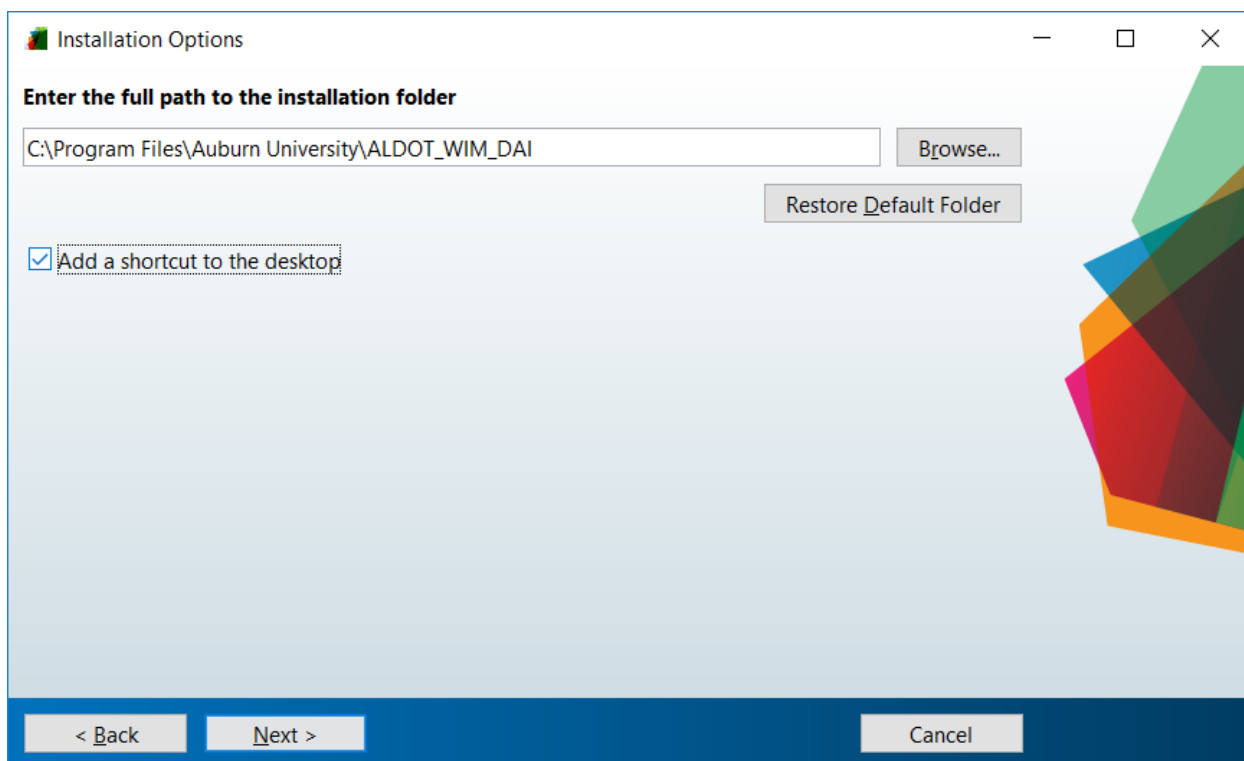 Installation Options
Enter the full path to the installation folder
C:\Program Files\Auburn University\ALDOT_WIM_DAI
Browse...
Restore Default Folder
Add a shortcut to the desktop
< Back
Next >
Cancel